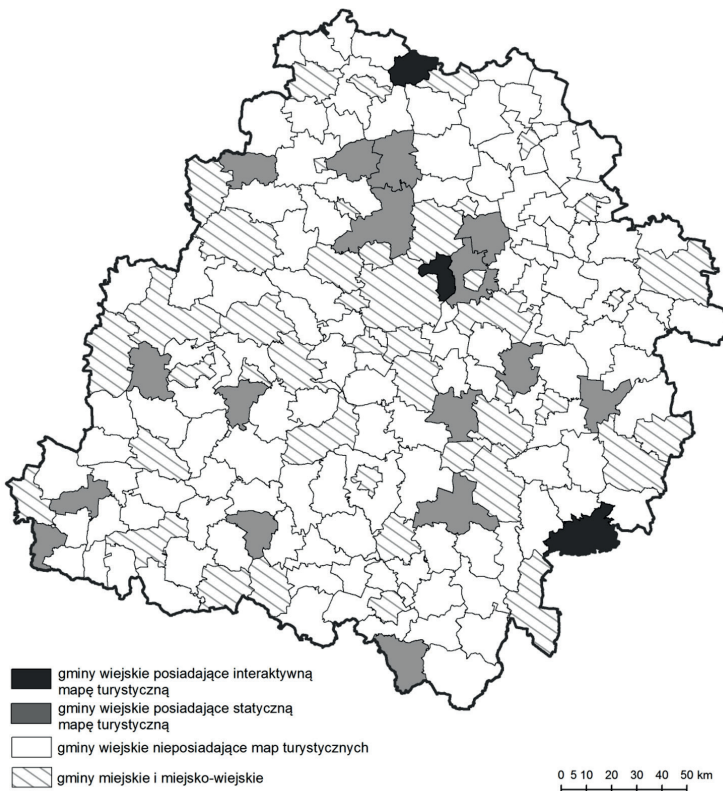 gminy wiejskie posiadające interaktywną
mapę turystyczną
gminy wiejskie posiadające statyczną
mapę turystyczną
gminy wiejskie nieposiadające map turystycznych
gminy miejskie i miejsko-wiejskie
0 5 10 20 30 40 50 km